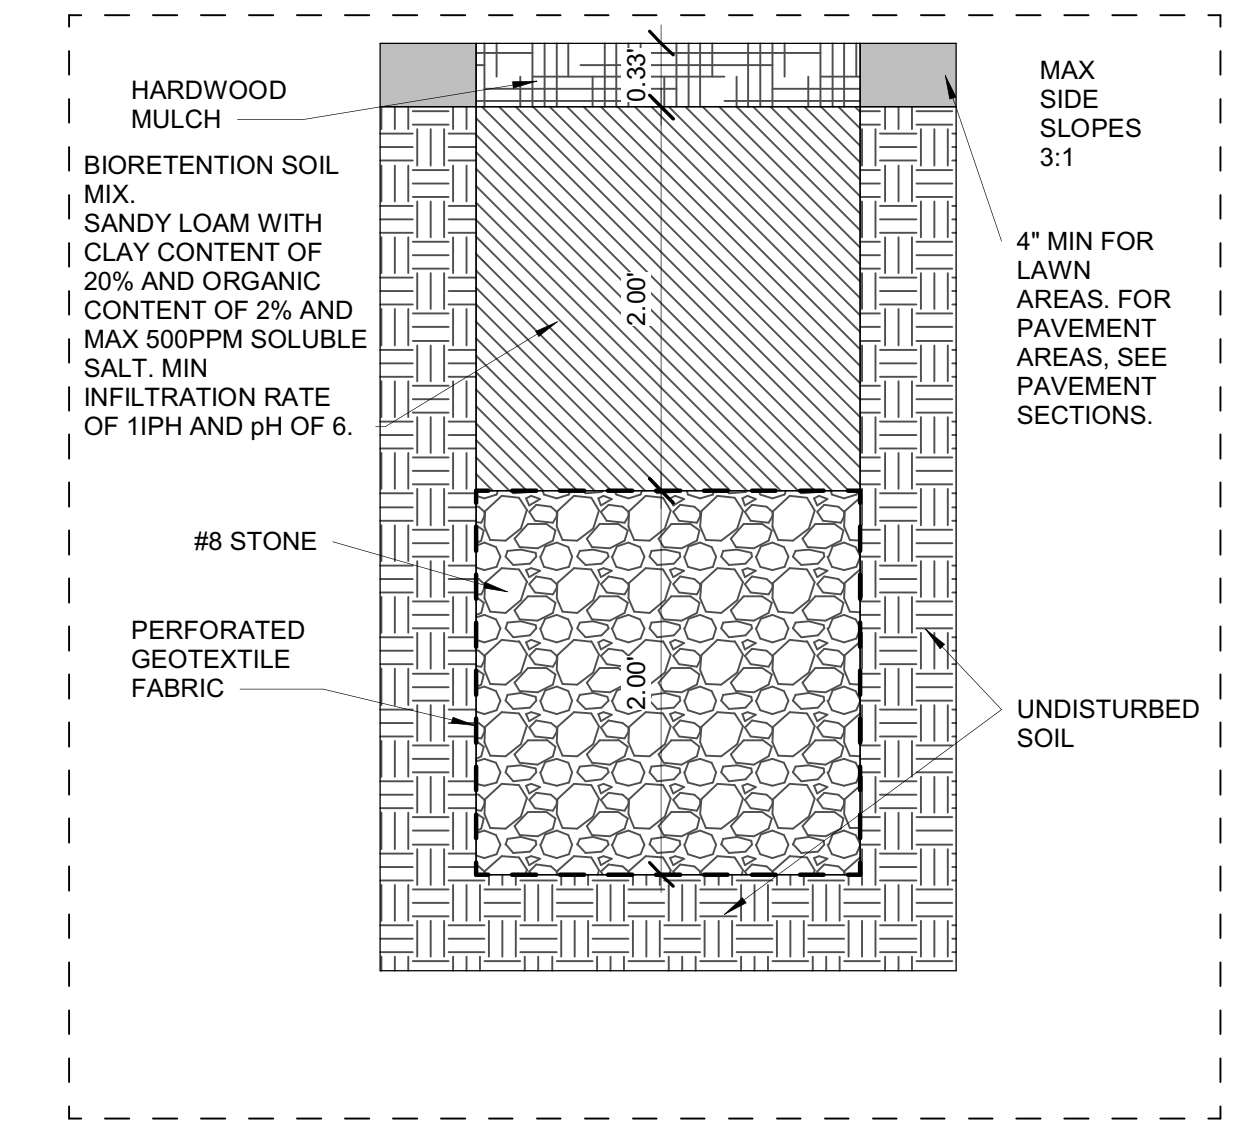 HARDWOOD
MULCH
BIORETENTION SOIL
MIX.
SANDY LOAM WITH
CLAY CONTENT OF
20% AND ORGANIC
CONTENT OF 2% AND
MAX 500PPM SOLUBLE
SALT. MIN
INFILTRATION RATE
OF 1IPH AND pH OF 6.
#8 STONE
PERFORATED
GEOTEXTILE
FABRIC
0.33'
2.00'
2.00'
MAX
SIDE
SLOPES
3:1
4" MIN FOR
LAWN
AREAS. FOR
PAVEMENT
AREAS, SEE
PAVEMENT
SECTIONS.
UNDISTURBED
SOIL